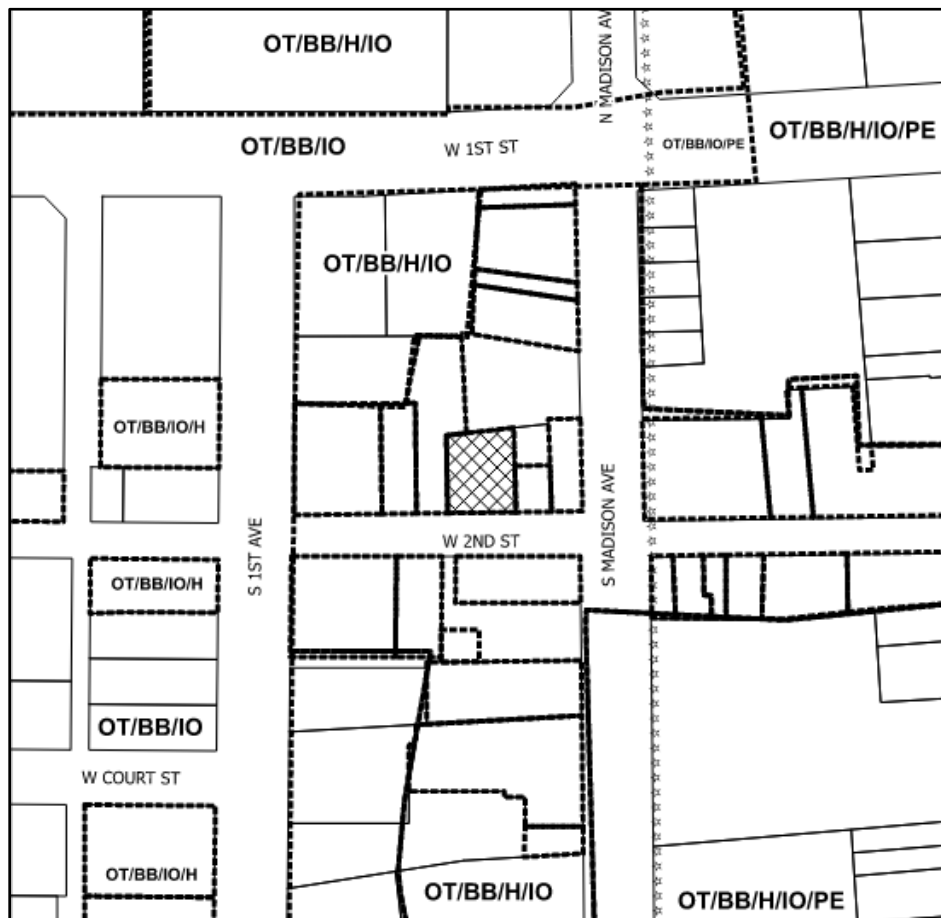 OT/BB/H/IO
N MADISON AV
OT/BB/IO
W 1ST ST
OT/BB/IO/PE
OT/BB/H/IO/PE
OT/BB/H/IO
OT/BB/IO/H
S 1ST AVE
W 2ND ST
S MADISON AVE
OT/BB/IO/H
OT/BB/IO
W COURT ST
OT/BB/IO/H
OT/BB/H/IO
OT/BB/H/IO/PE